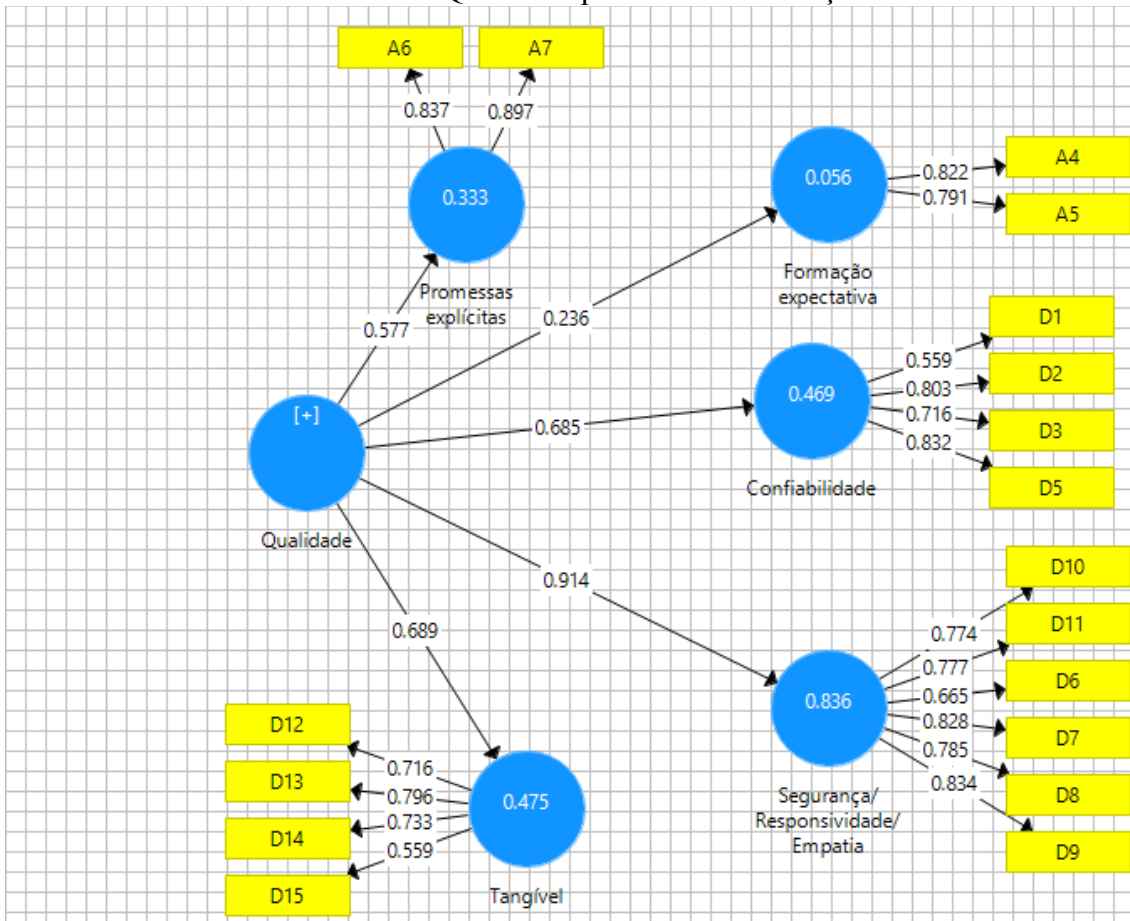 A6
A7
0.837
0.897
0.333
Promessas
explícitas
0.577
0.056
0.822
0.791
A4
A5
Formação
expectativa
0.236
0.469
0.559
0.803
0.716
0.832
D1
D2
D3
D5
Confiabilidade
0.685
[+]
Qualidade
0.914
0.689
0.836
0.774
0.777
0.665
0.828
0.785
0.834
D10
D11
D6
D7
D8
D9
Segurança/
Responsividade/
Empatia
D12
D13
D14
D15
0.716
0.796
0.733
0.559
0.475
Tangível